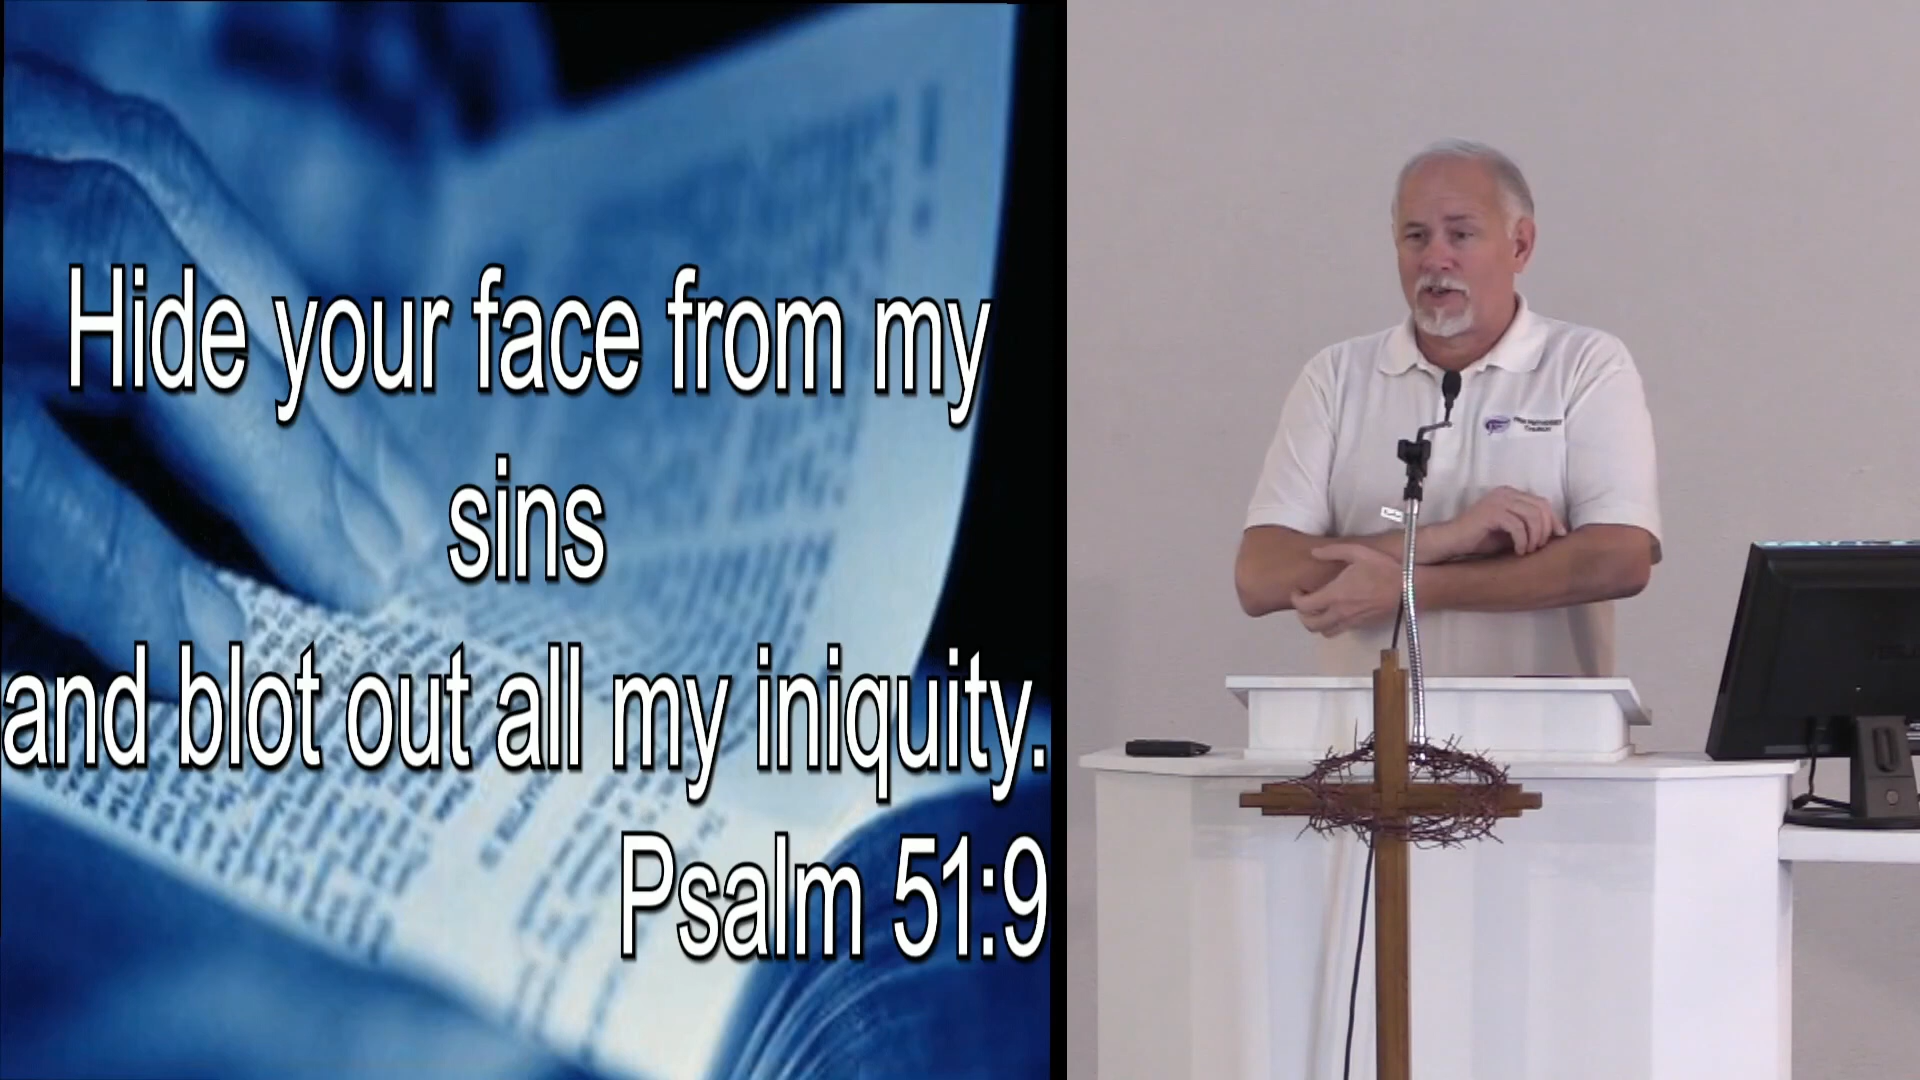 Hide your face from my
sins
and blot out all my iniquity.
Psalm 51:9